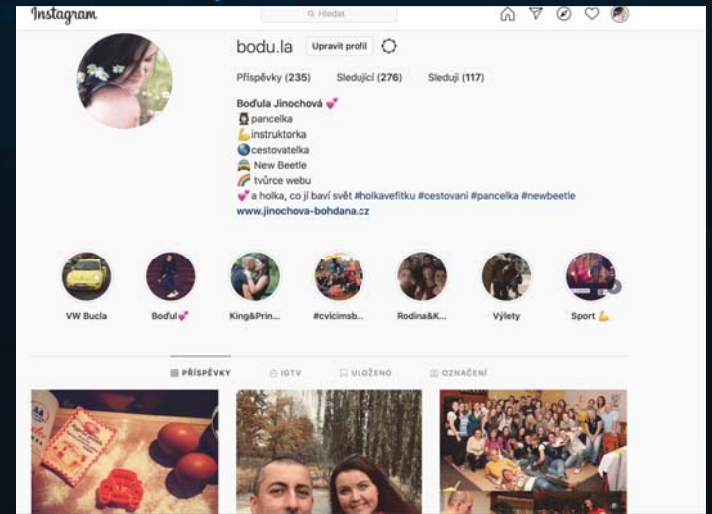 Instagram
Hledat
bodu.la Upravit profil
Příspěvky (235) Sledující (276) Sleduji (117)
Boďula Jinochová 💕
pancelka
💪instruktorka
cestovatelka
New Beetle
🌈 tvůrce webu
💕a holka, co jí baví svět #holkavefitku #cestovani #pancelka #newbeetle
www.jinochova-bohdana.cz
VW Bucla Boďul💕 King&Prin... #cvicimsb.. Rodina&K... Výlety Sport 💪
PŘÍSPĚVKY IGTV ULOŽENO OZNAČENÍ